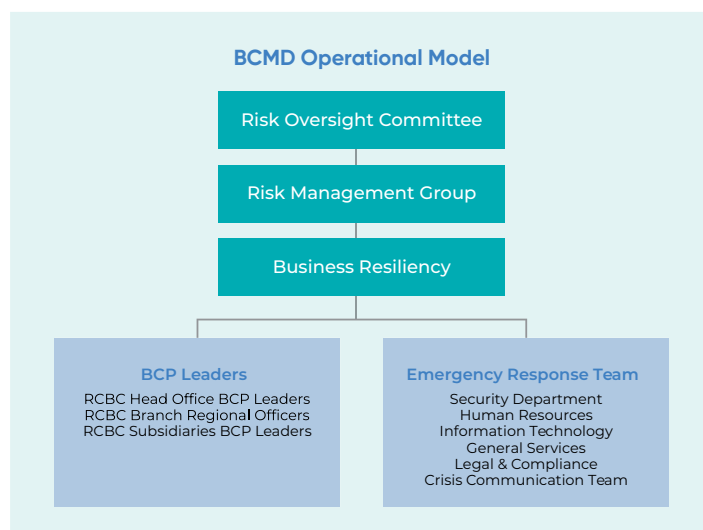 BCMD Operational Model
Risk Oversight Committee
Risk Management Group
Business Resiliency
BCP Leaders
RCBC Head Office BCP Leaders
RCBC Branch Regional Officers
RCBC Subsidiaries BCP Leaders
Emergency Response Team
Security Department
Human Resources
Information Technology
General Services
Legal & Compliance
Crisis Communication Team